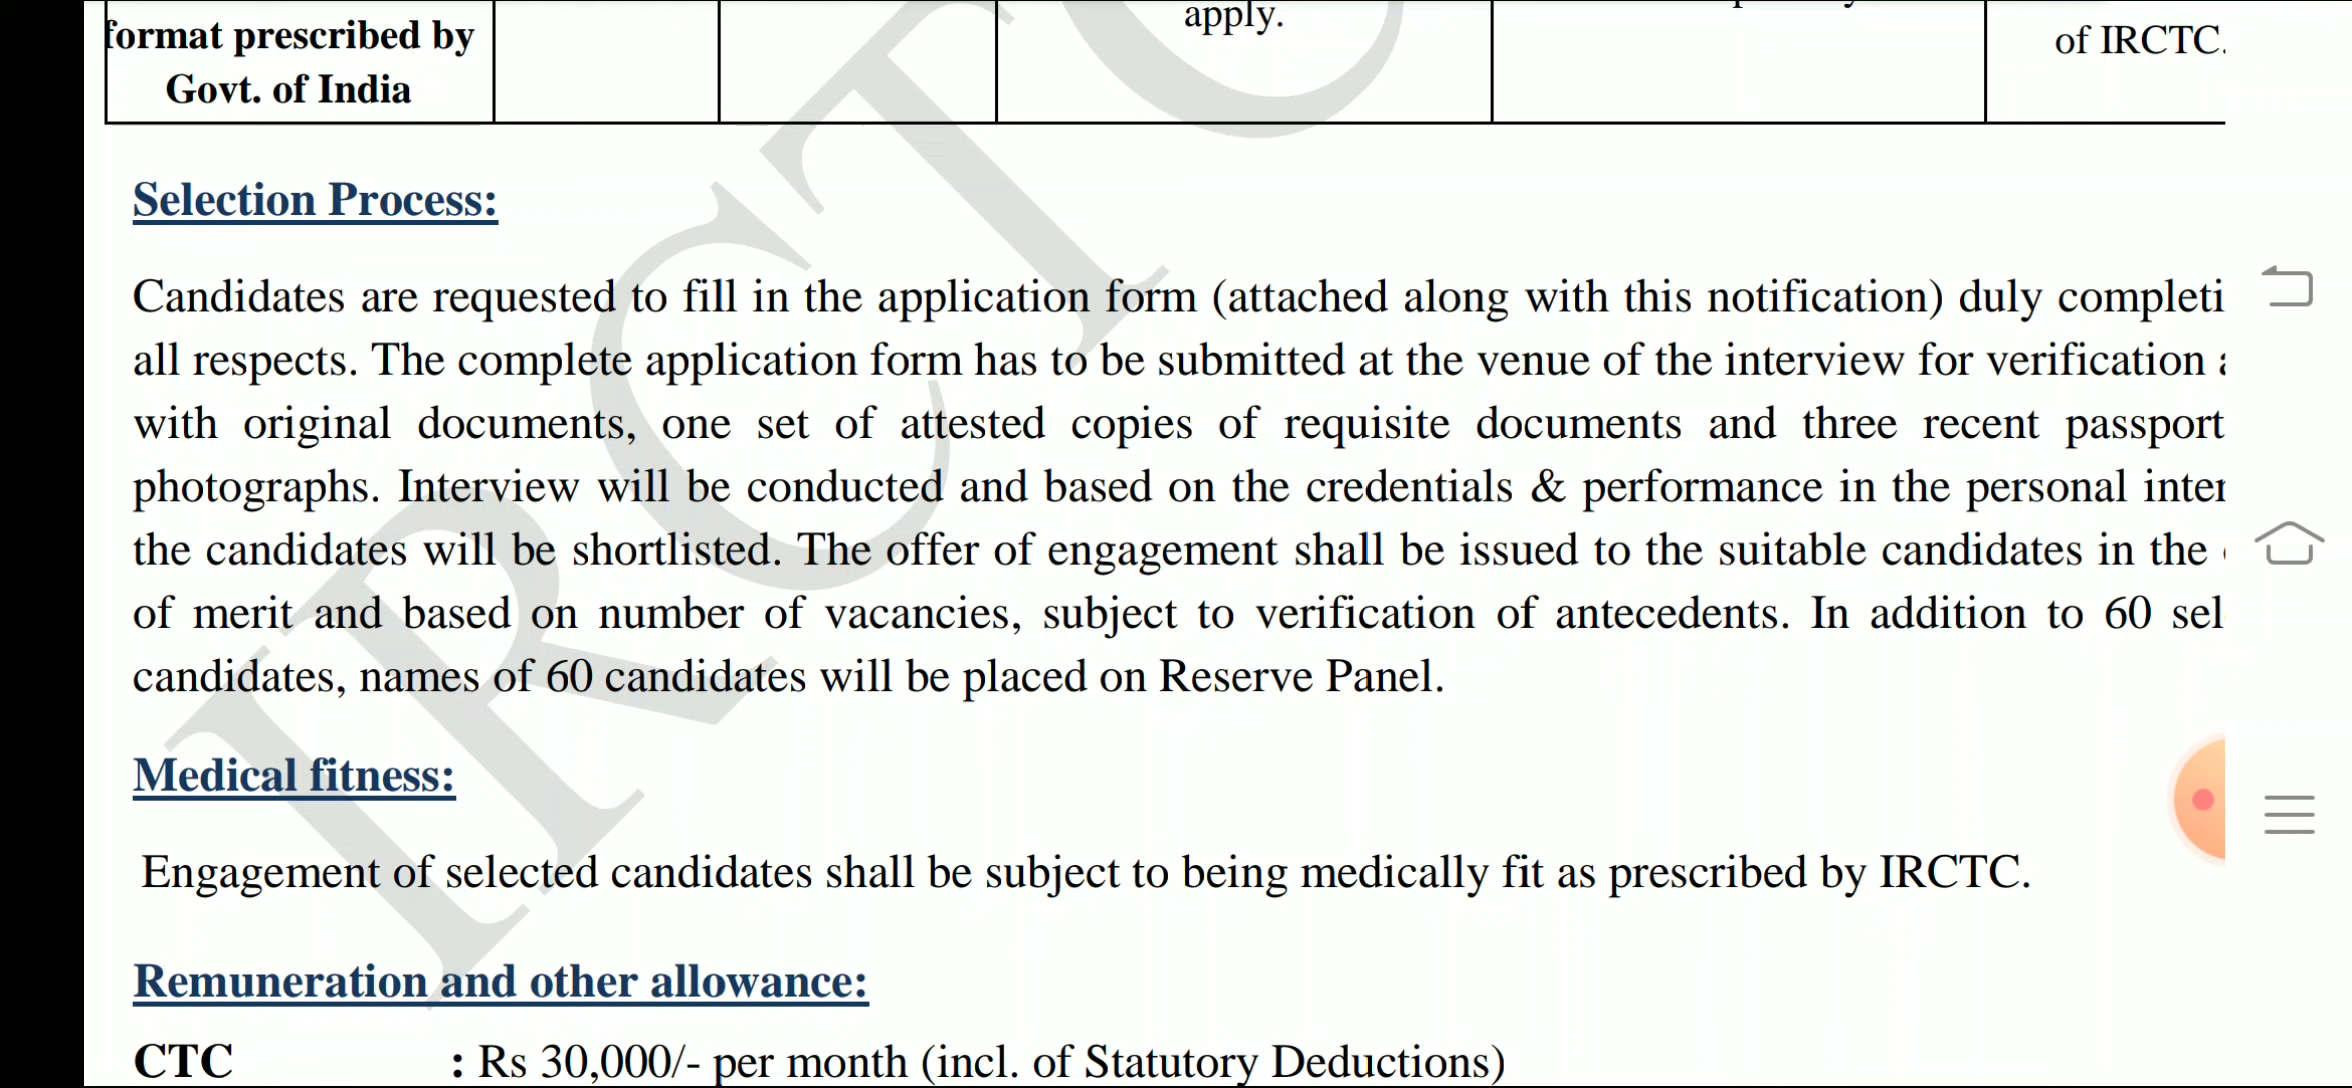 format prescribed by
Govt. of India
apply.
of IRCTC.
Selection Process:
Candidates are requested to fill in the application form (attached along with this notification) duly completi
all respects. The complete application form has to be submitted at the venue of the interview for verification
with original documents, one set of attested copies of requisite documents and three recent passport
photographs. Interview will be conducted and based on the credentials & performance in the personal inter
the candidates will be shortlisted. The offer of engagement shall be issued to the suitable candidates in the
of merit and based on number of vacancies, subject to verification of antecedents. In addition to 60 sel
candidates, names of 60 candidates will be placed on Reserve Panel.
Medical fitness:
Engagement of selected candidates shall be subject to being medically fit as prescribed by IRCTC.
Remuneration and other allowance:
CTC : Rs 30,000/- per month (incl. of Statutory Deductions)
IRCTC